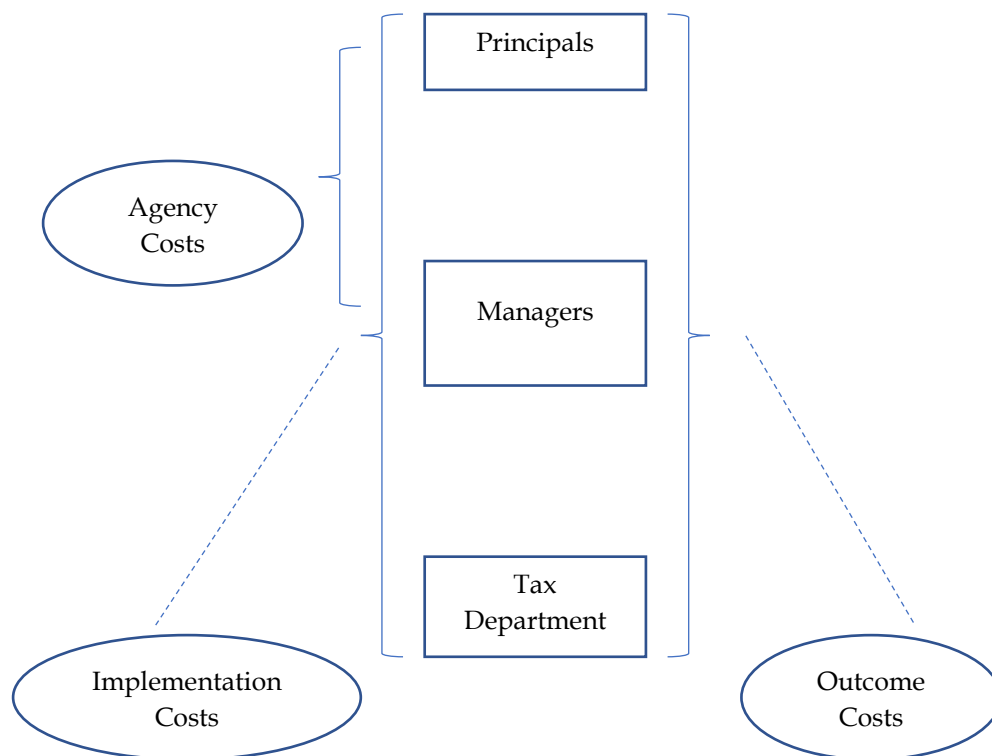 Principals
Agency
Costs
Managers
Tax
Department
Implementation
Costs
Outcome
Costs